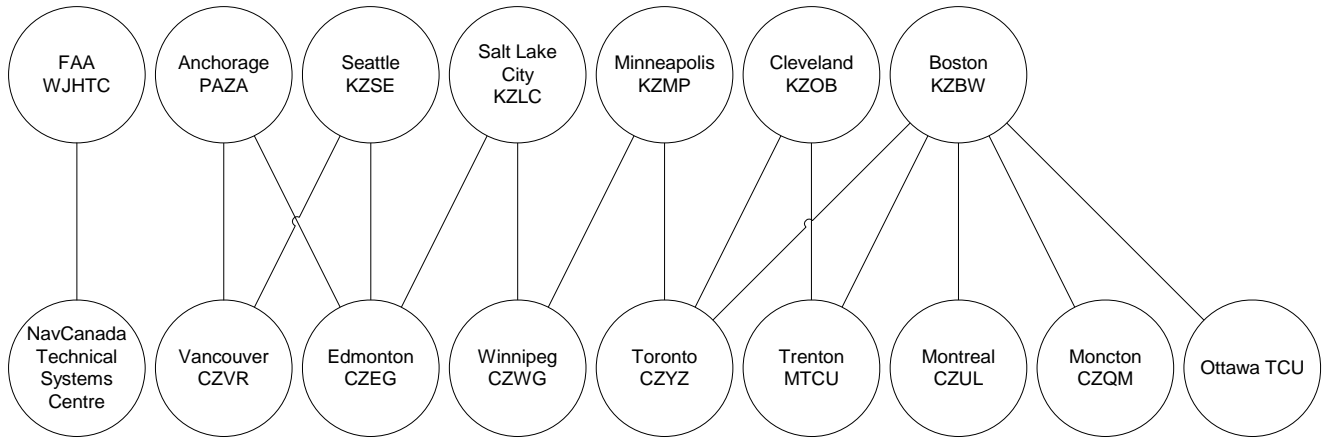 FAA
WJHTC
Anchorage
PAZA
Seattle
KZSE
Salt Lake
City
KZLC
Minneapolis
KZMP
Cleveland
KZOB
Boston
KZBW
NavCanada
Technical
Systems
Centre
Vancouver
CZVR
Edmonton
CZEG
Winnipeg
CZWG
Toronto
CZYZ
Trenton
MTCU
Montreal
CZUL
Moncton
CZQM
Ottawa TCU